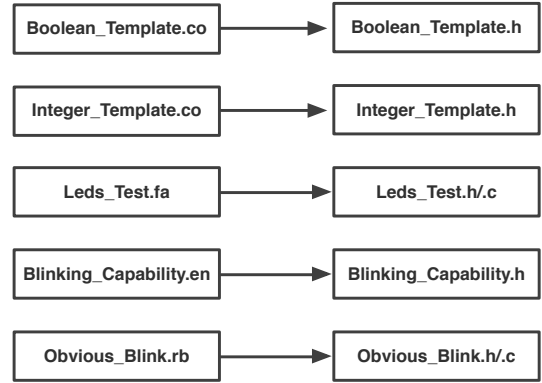 Boolean_Template.co Boolean_Template.h
Integer_Template.co Integer_Template.h
Leds_Test.fa Leds_Test.h/.c
Blinking_Capability.en Blinking_Capability.h
Obvious_Blink.rb Obvious_Blink.h/.c